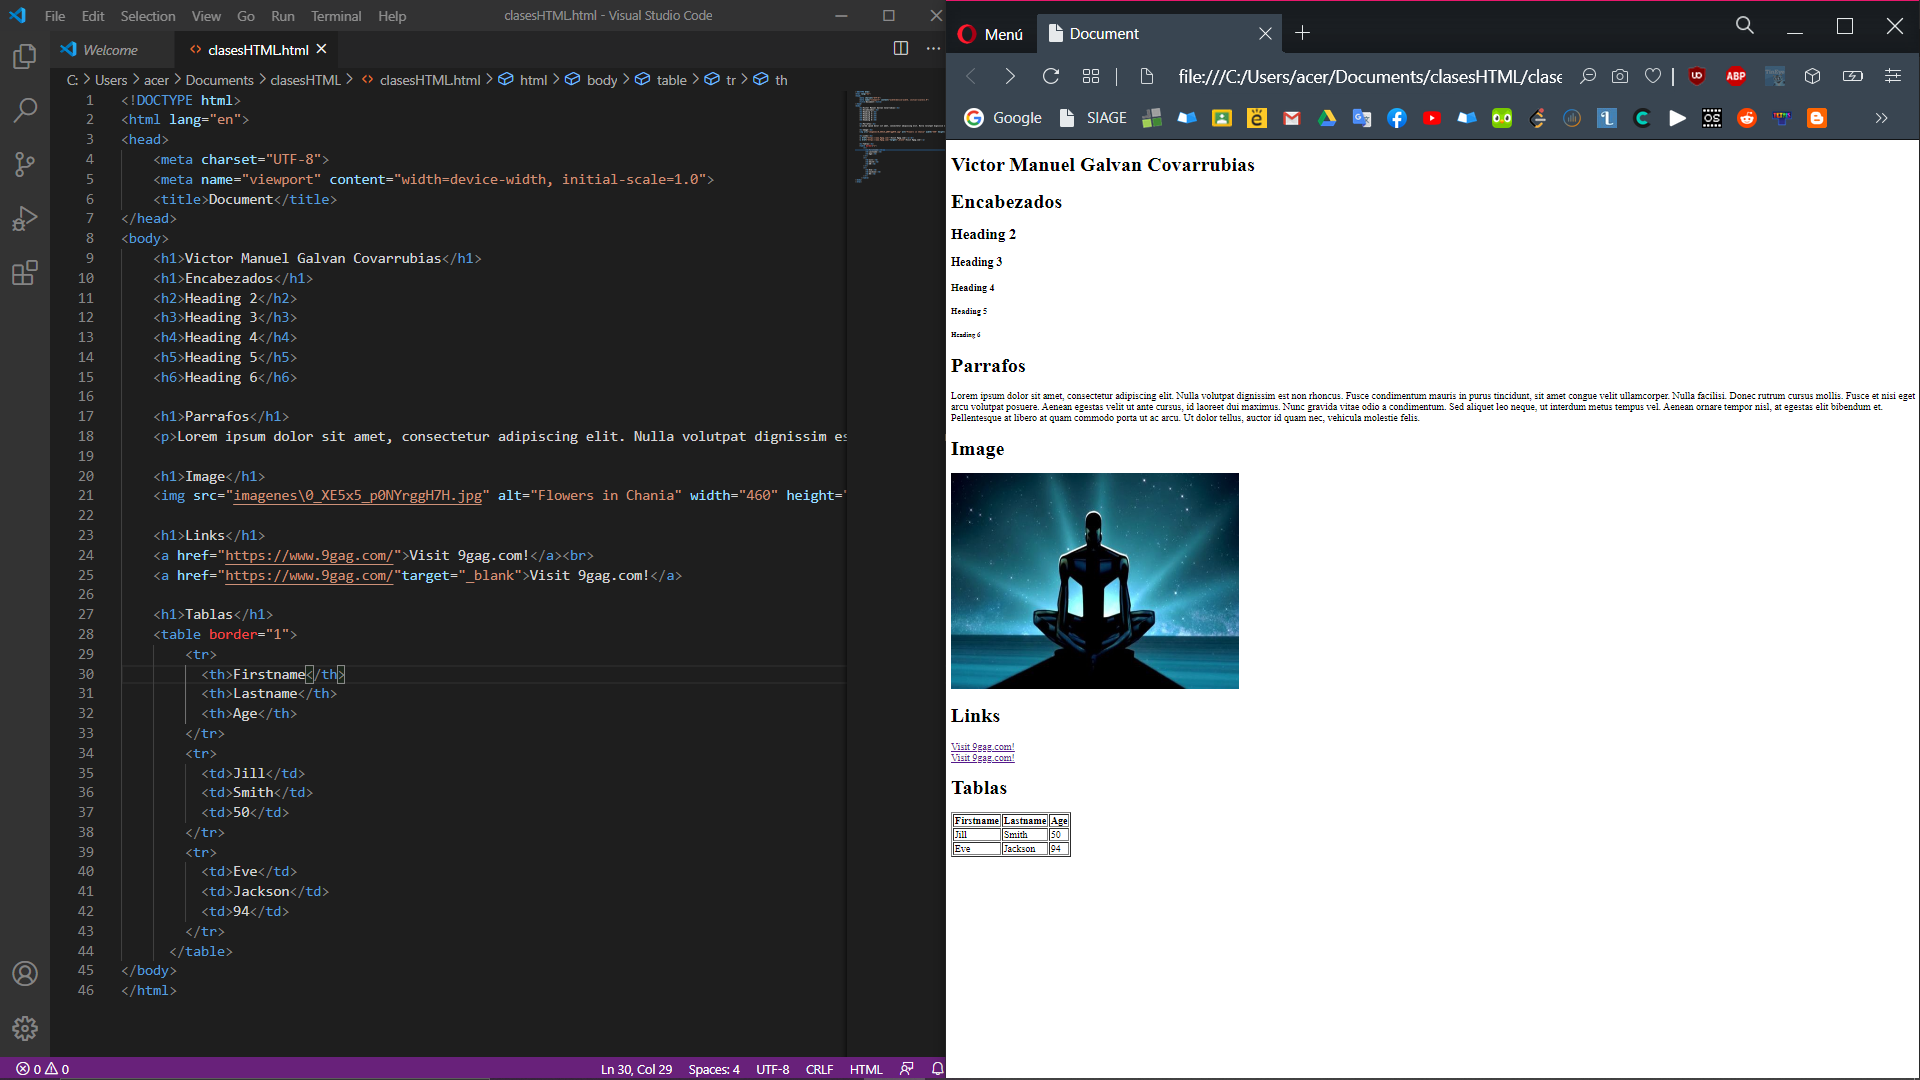 File Edit Selection View Go Run Terminal Help
clasesHTML.html - Visual Studio Code
Welcome
clasesHTML.html
C: > Users > acer > Documents > clasesHTML > clasesHTML.html > html > body > table > tr > th
1 <!DOCTYPE html>
2 <html lang="en">
3 <head>
4 <meta charset="UTF-8">
5 <meta name="viewport" content="width=device-width, initial-scale=1.0">
6 <title>Document</title>
7 </head>
8 <body>
9 <h1>Victor Manuel Galvan Covarrubias</h1>
10 <h1>Encabezados</h1>
11 <h2>Heading 2</h2>
12 <h3>Heading 3</h3>
13 <h4>Heading 4</h4>
14 <h5>Heading 5</h5>
15 <h6>Heading 6</h6>
16
17 <h1>Parrafos</h1>
18 <p>Lorem ipsum dolor sit amet, consectetur adipiscing elit. Nulla volutpat dignissim es
19
20 <h1>Image</h1>
21 <img src="imagenes\0_XE5x5_p0NYrggH7H.jpg" alt="Flowers in Chania" width="460" height="
22
23 <h1>Links</h1>
24 <a href="https://www.9gag.com/">Visit 9gag.com!</a><br>
25 <a href="https://www.9gag.com/"target="_blank">Visit 9gag.com!</a>
26
27 <h1>Tablas</h1>
28 <table border="1">
29 <tr>
30 <th>Firstname</th>
31 <th>Lastname</th>
32 <th>Age</th>
33 </tr>
34 <tr>
35 <td>Jill</td>
36 <td>Smith</td>
37 <td>50</td>
38 </tr>
39 <tr>
40 <td>Eve</td>
41 <td>Jackson</td>
42 <td>94</td>
43 </tr>
44 </table>
45 </body>
46 </html>
0 0
Ln 30, Col 29 Spaces: 4 UTF-8 CRLF HTML
Menú
Document
file:///C:/Users/acer/Documents/clasesHTML/clase
ABP
Google
SIAGE
Victor Manuel Galvan Covarrubias
Encabezados
Heading 2
Heading 3
Heading 4
Heading 5
Heading 6
Parrafos
Lorem ipsum dolor sit amet, consectetur adipiscing elit. Nulla volutpat dignissim est non rhoncus. Fusce condimentum mauris in purus tincidunt, sit amet congue velit ullamcorper. Nulla facilisi. Donec rutrum cursus mollis. Fusce et nisi eget
arcu volutpat posuere. Aenean egestas velit ut ante cursus, id laoreet dui maximus. Nunc gravida vitae odio a condimentum. Sed aliquet leo neque, ut interdum metus tempus vel. Aenean ornare tempor nisl, at egestas elit bibendum et.
Pellentesque at libero at quam commodo porta ut ac arcu. Ut dolor tellus, auctor id quam nec, vehicula molestie felis.
Image
Links
Visit 9gag.com!
Visit 9gag.com!
Tablas
Firstname Lastname Age
Jill Smith 50
Eve Jackson 94